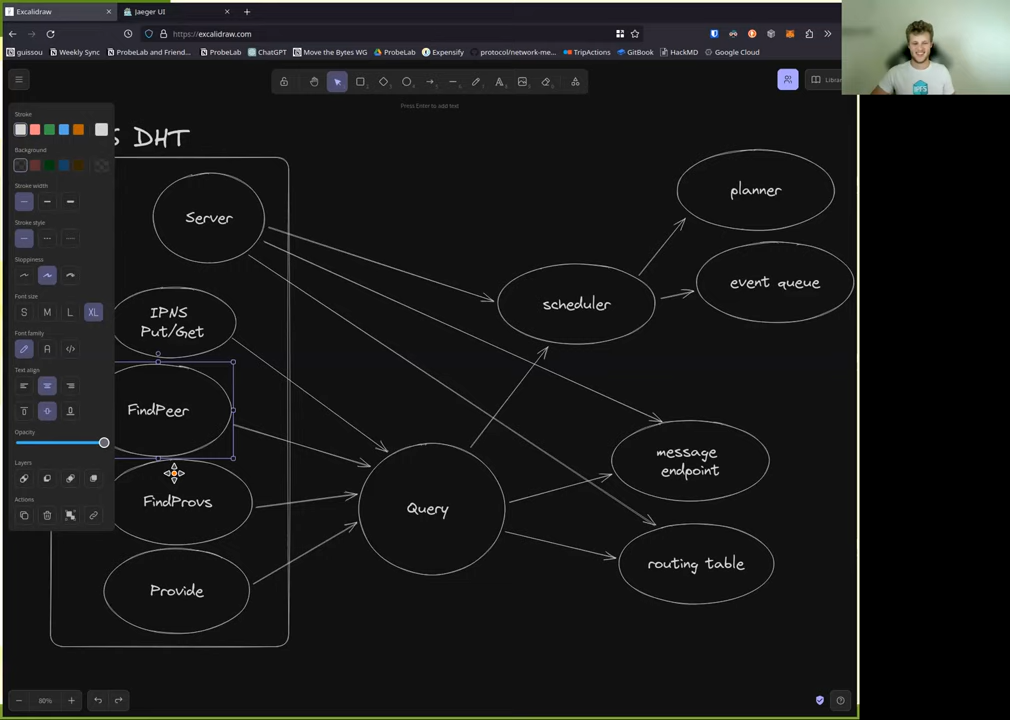 Excalidraw
Jaeger UI
https://excalidraw.com
guissou
Weekly Sync
ProbeLab and Friend...
ProbeLab
ChatGPT
Move the Bytes WG
ProbeLab
Expensify
protocol/network-me...
TripActions
GitBook
HackMD
Google Cloud
Librar
Press Enter to add text
Stroke
Background
Stroke width
Stroke style
Sloppiness
Font size
S M L XL
Font family
A </>
Text align
Opacity
Layers
Actions
S DHT
Server
IPNS
Put/Get
FindPeer
FindProvs
Provide
Query
scheduler
planner
event queue
message
endpoint
routing table
80%
IPFS